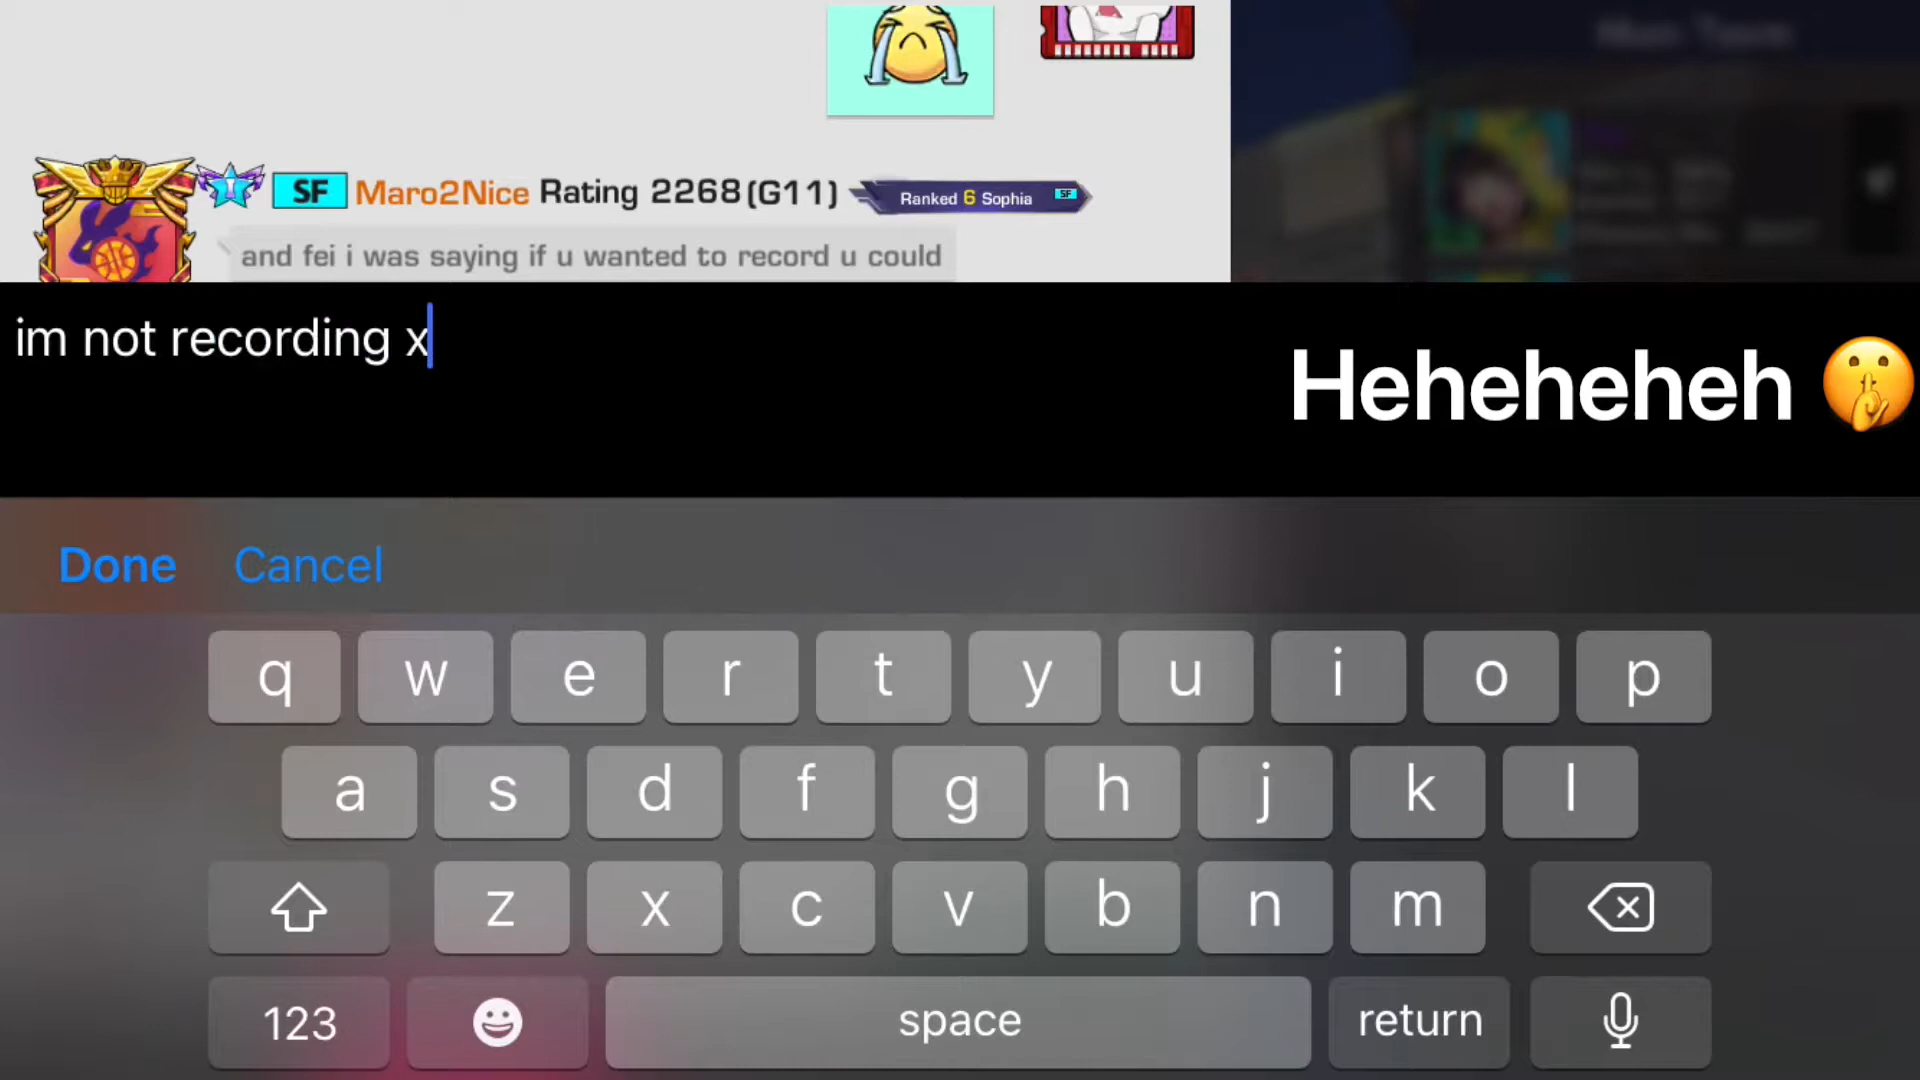 SF Maro2Nice Rating 2268(G11) Ranked 6 Sophia SF
and fei i was saying if u wanted to record u could
im not recording x
Heheheheh 🤫
Done Cancel
q w e r t y u i o p
a s d f g h j k l
z x c v b n m
123 space return